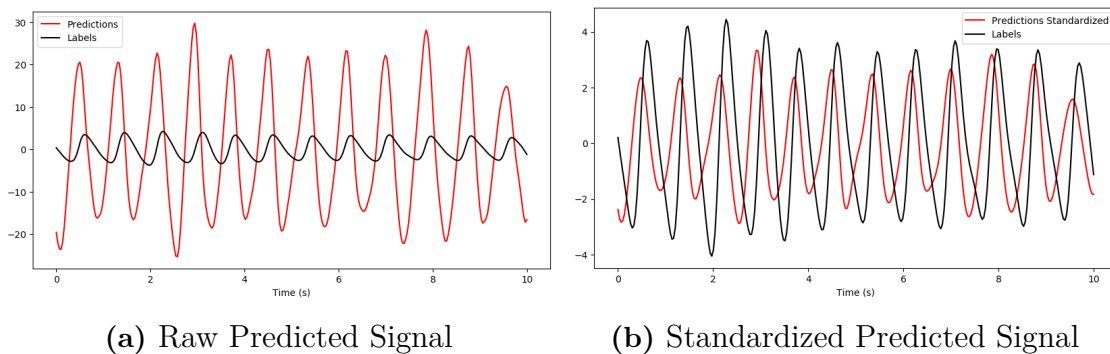 Predictions
Labels
30
20
10
0
−10
−20
0
2
4
6
8
10
Time (s)
(a) Raw Predicted Signal
Predictions Standardized
Labels
4
2
0
−2
−4
0
2
4
6
8
10
Time (s)
(b) Standardized Predicted Signal